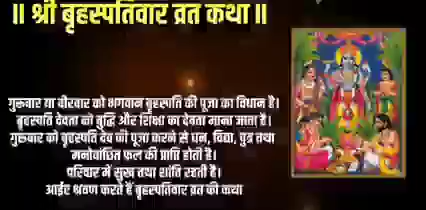 ॥ श्री बृहस्पतिवार व्रत कथा ॥
गुरूवार या वीरवार को भगवान बृहस्पति की पूजा का विधान है।
बृहस्पति देवता को बुद्धि और शिक्षा का देवता माना जाता है।
गुरूवार को बृहस्पति देव की पूजा करने से धन, विद्या, पुत्र तथा
मनोवांछित फल की प्राप्ति होती है।
परिवार में सुख तथा शांति रहती है।
आईए श्रवण करते हैं बृहस्पतिवार व्रत की कथा